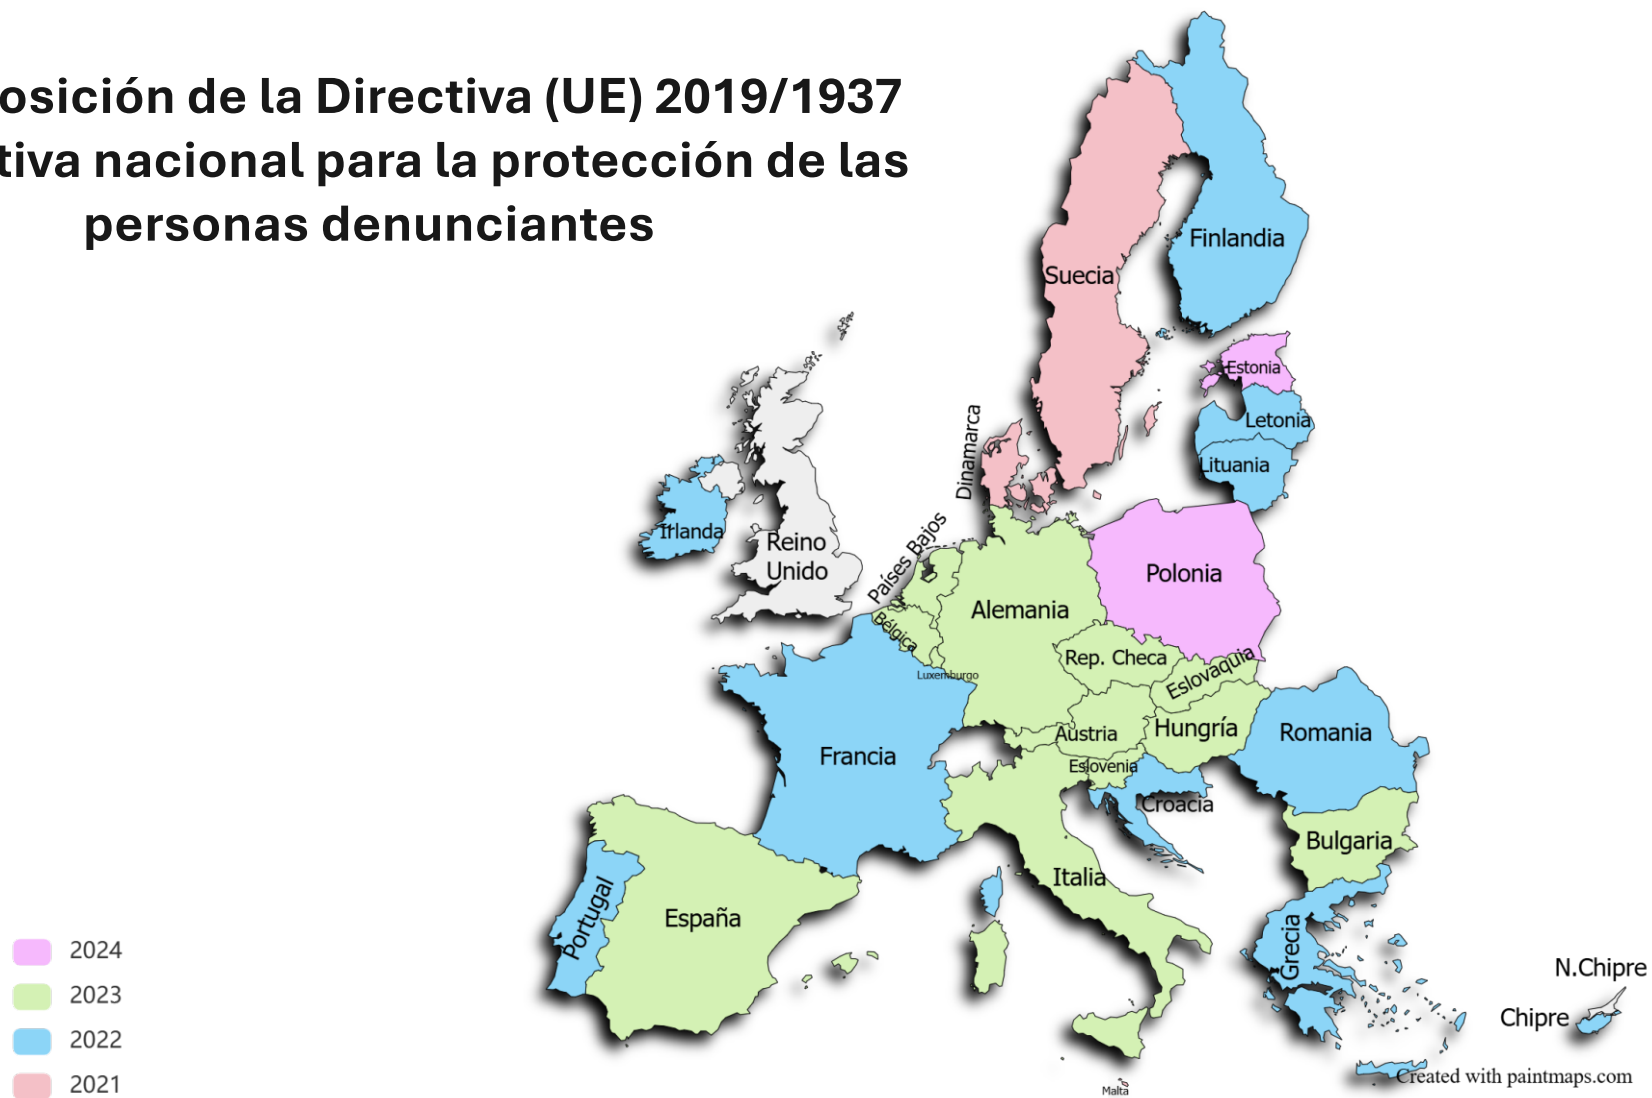 osición de la Directiva (UE) 2019/1937
tiva nacional para la protección de las
personas denunciantes
Finlandia
Suecia
Estonia
Letonia
Lituania
Dinamarca
Irlanda
Reino
Unido
Países Bajos
Polonia
Alemania
Bélgica
Rep. Checa
Eslovaquia
Luxemburgo
Austria
Hungría
Romania
Francia
Eslovenia
Croacia
Bulgaria
Italia
Portugal
España
Grecia
N.Chipre
Chipre
Malta
2024
2023
2022
2021
Created with paintmaps.com